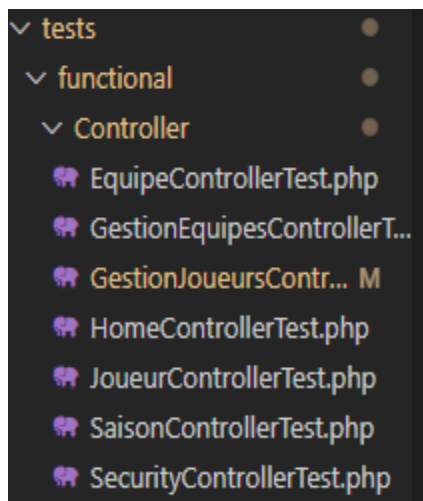 tests
functional
Controller
EquipeControllerTest.php
GestionEquipesControllerT...
GestionJoueursContr... M
HomeControllerTest.php
JoueurControllerTest.php
SaisonControllerTest.php
SecurityControllerTest.php